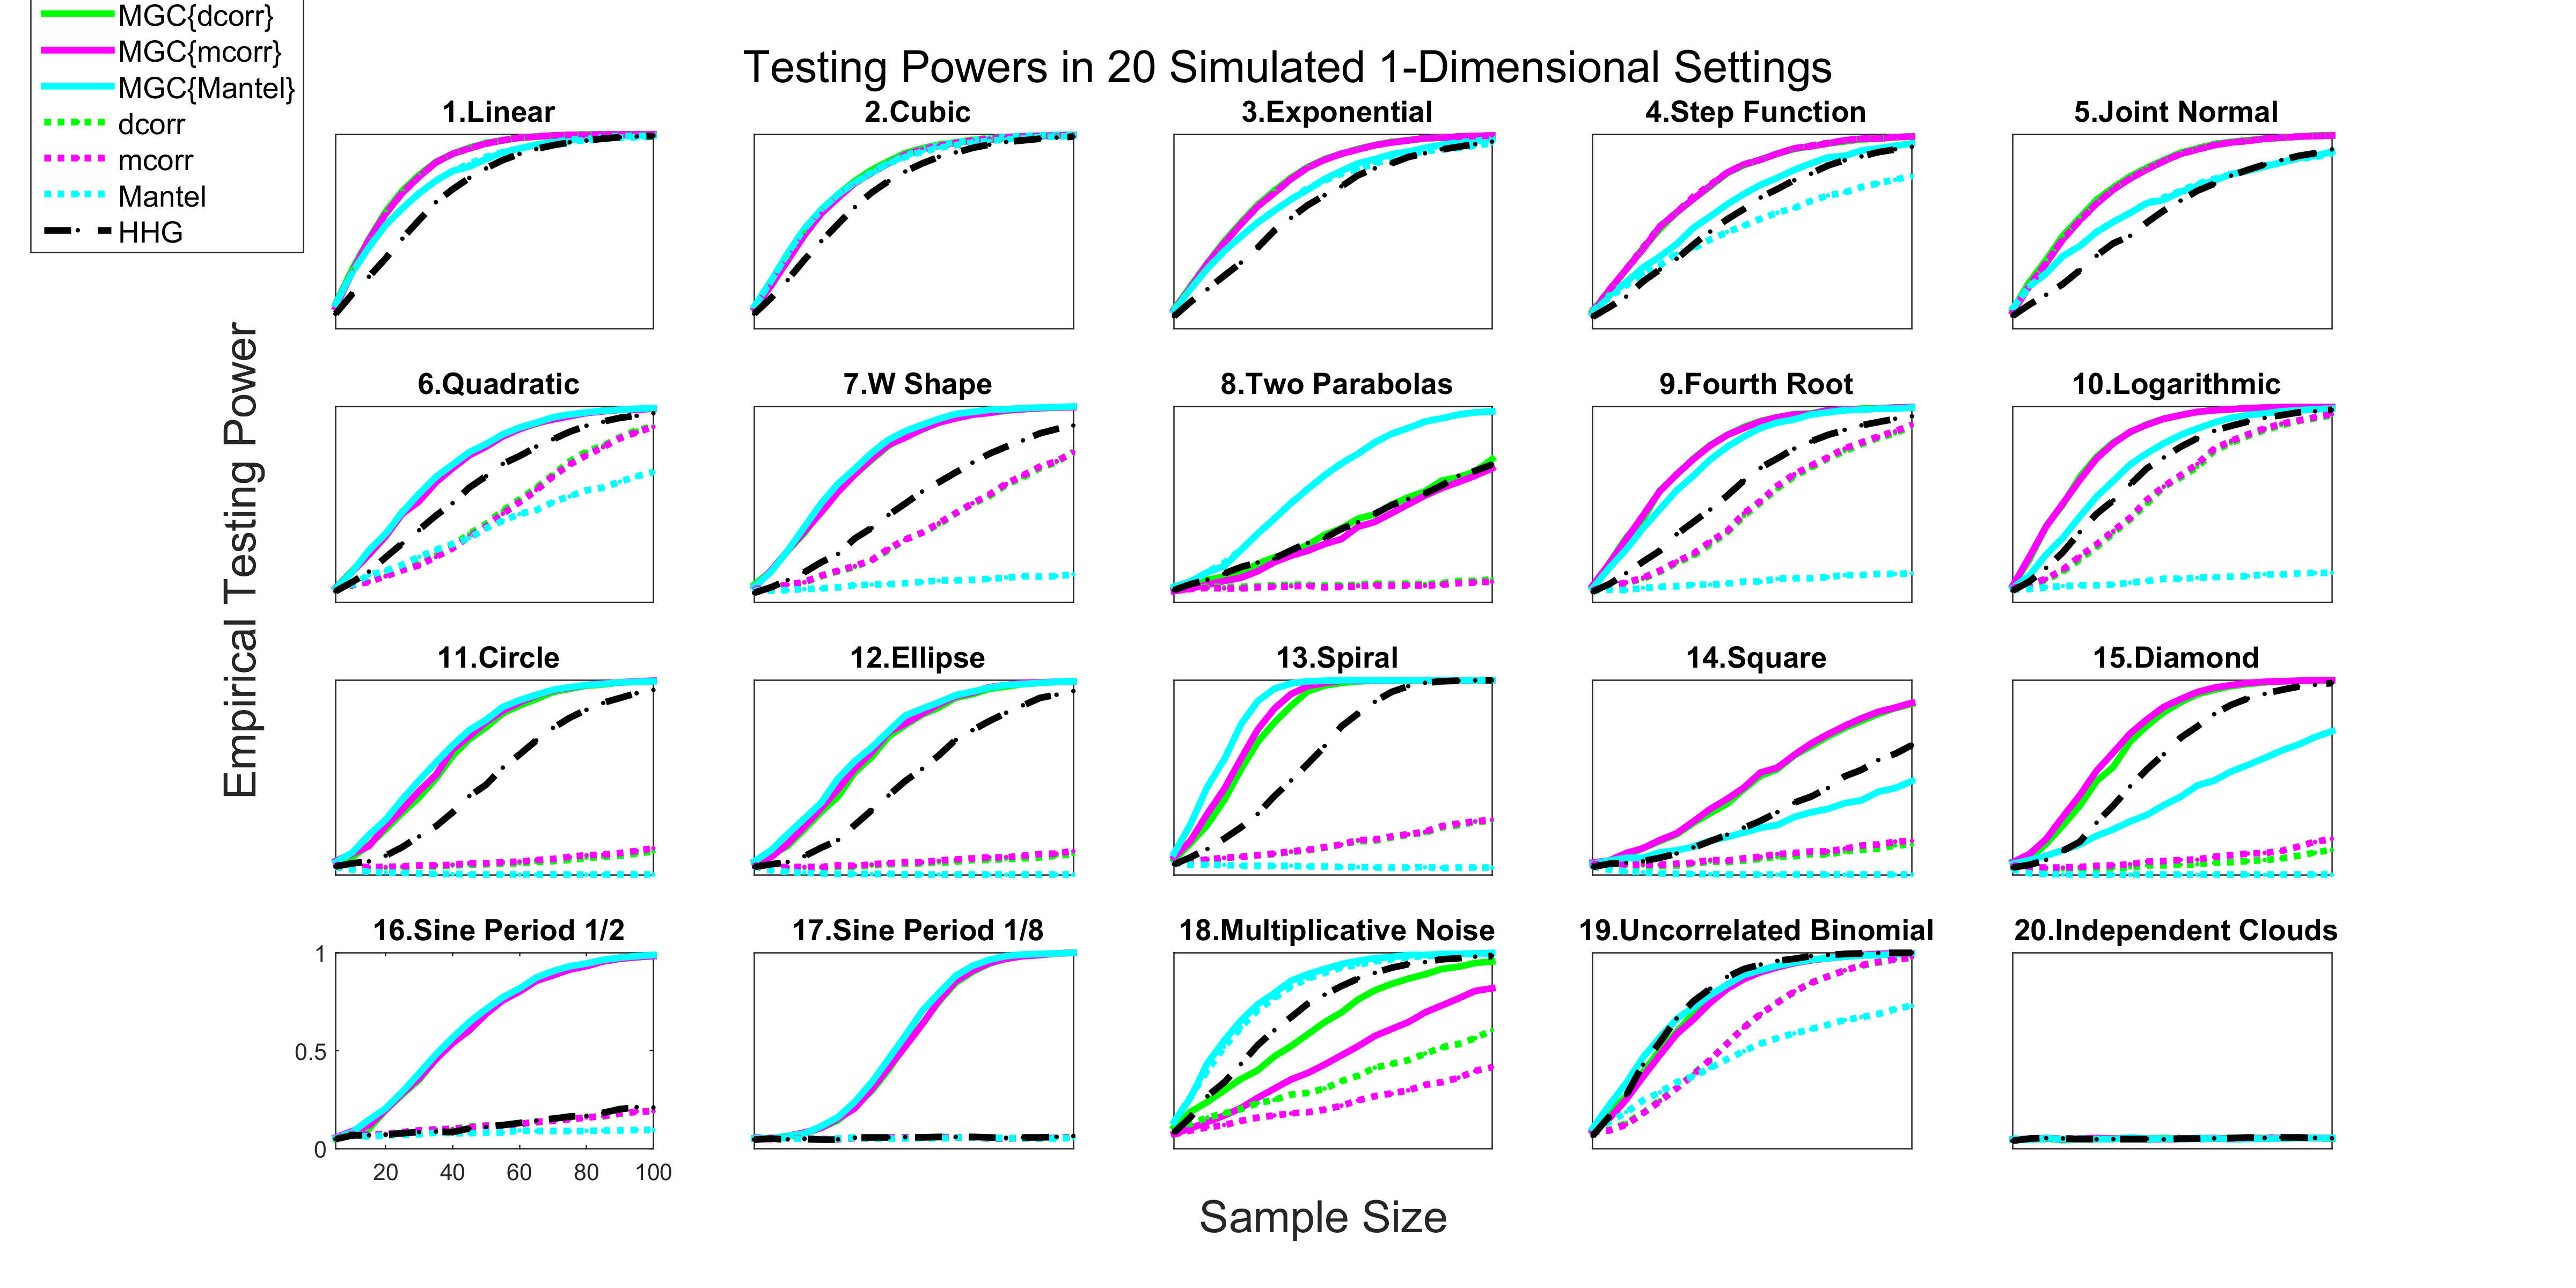 MGC{dcorr}
MGC{mcorr}
MGC{Mantel}
dcorr
mcorr
Mantel
HHG
Testing Powers in 20 Simulated 1-Dimensional Settings
1.Linear
2.Cubic
3.Exponential
4.Step Function
5.Joint Normal
6.Quadratic
7.W Shape
8.Two Parabolas
9.Fourth Root
10.Logarithmic
11.Circle
12.Ellipse
13.Spiral
14.Square
15.Diamond
16.Sine Period 1/2
17.Sine Period 1/8
18.Multiplicative Noise
19.Uncorrelated Binomial
20.Independent Clouds
1
0.5
0
20 40 60 80 100
Empirical Testing Power
Sample Size